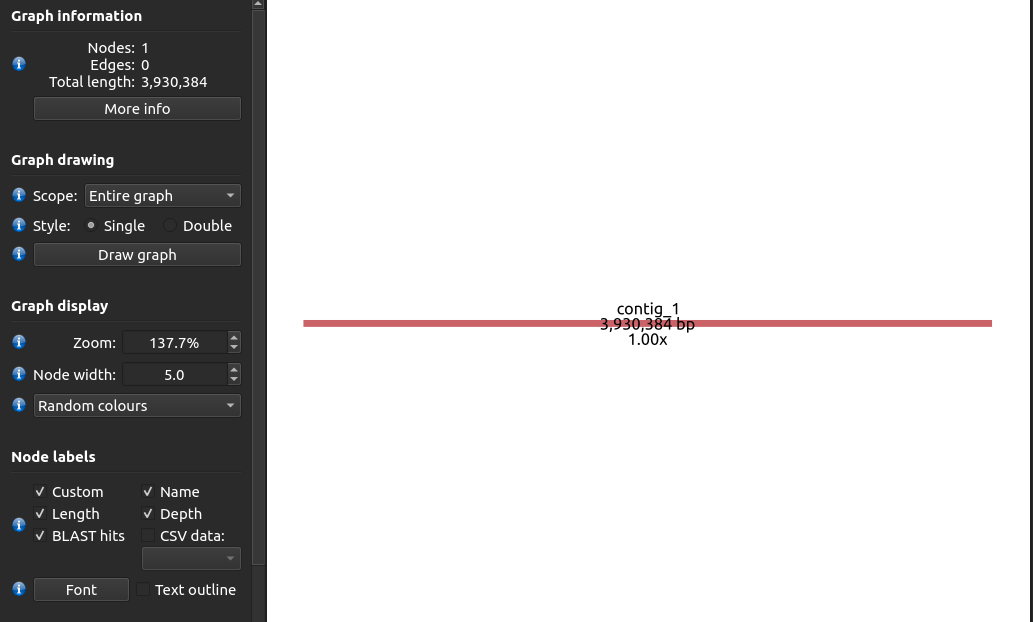 Graph information
Nodes: 1
Edges: 0
Total length: 3,930,384
More info
Graph drawing
Scope: Entire graph
Style: Single Double
Draw graph
Graph display
Zoom: 137.7%
Node width: 5.0
Random colours
Node labels
Custom Name
Length Depth
BLAST hits CSV data:
Font Text outline
contig_1
3,930,384 bp
1.00x